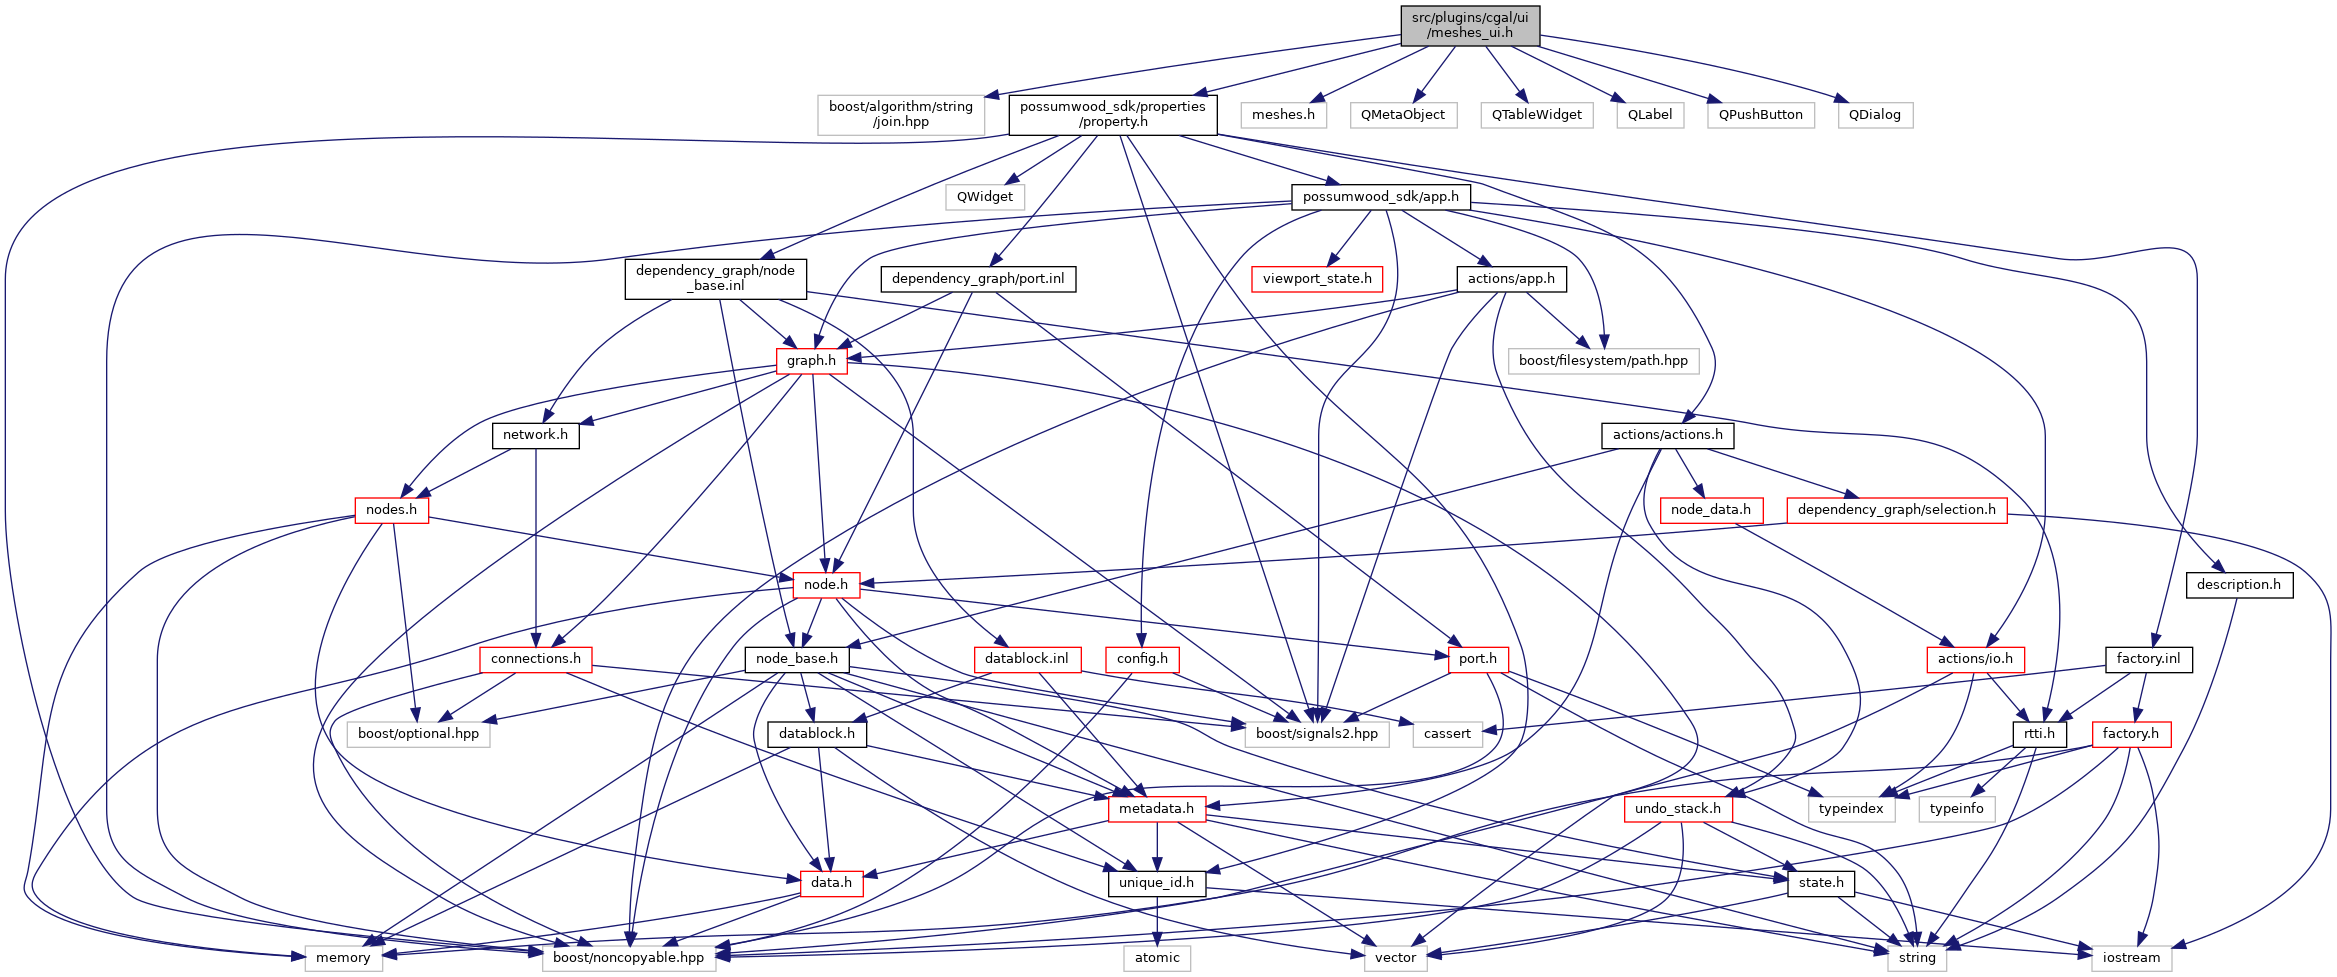 src/plugins/cgal/ui
/meshes_ui.h
boost/algorithm/string
/join.hpp
possumwood_sdk/properties
/property.h
meshes.h
QMetaObject
QTableWidget
QLabel
QPushButton
QDialog
QWidget
possumwood_sdk/app.h
dependency_graph/node
_base.inl
dependency_graph/port.inl
viewport_state.h
actions/app.h
graph.h
boost/filesystem/path.hpp
network.h
actions/actions.h
nodes.h
node_data.h
dependency_graph/selection.h
node.h
description.h
connections.h
node_base.h
datablock.inl
config.h
port.h
actions/io.h
factory.inl
boost/optional.hpp
datablock.h
boost/signals2.hpp
cassert
rtti.h
factory.h
metadata.h
undo_stack.h
typeindex
typeinfo
data.h
unique_id.h
state.h
memory
boost/noncopyable.hpp
atomic
vector
string
iostream